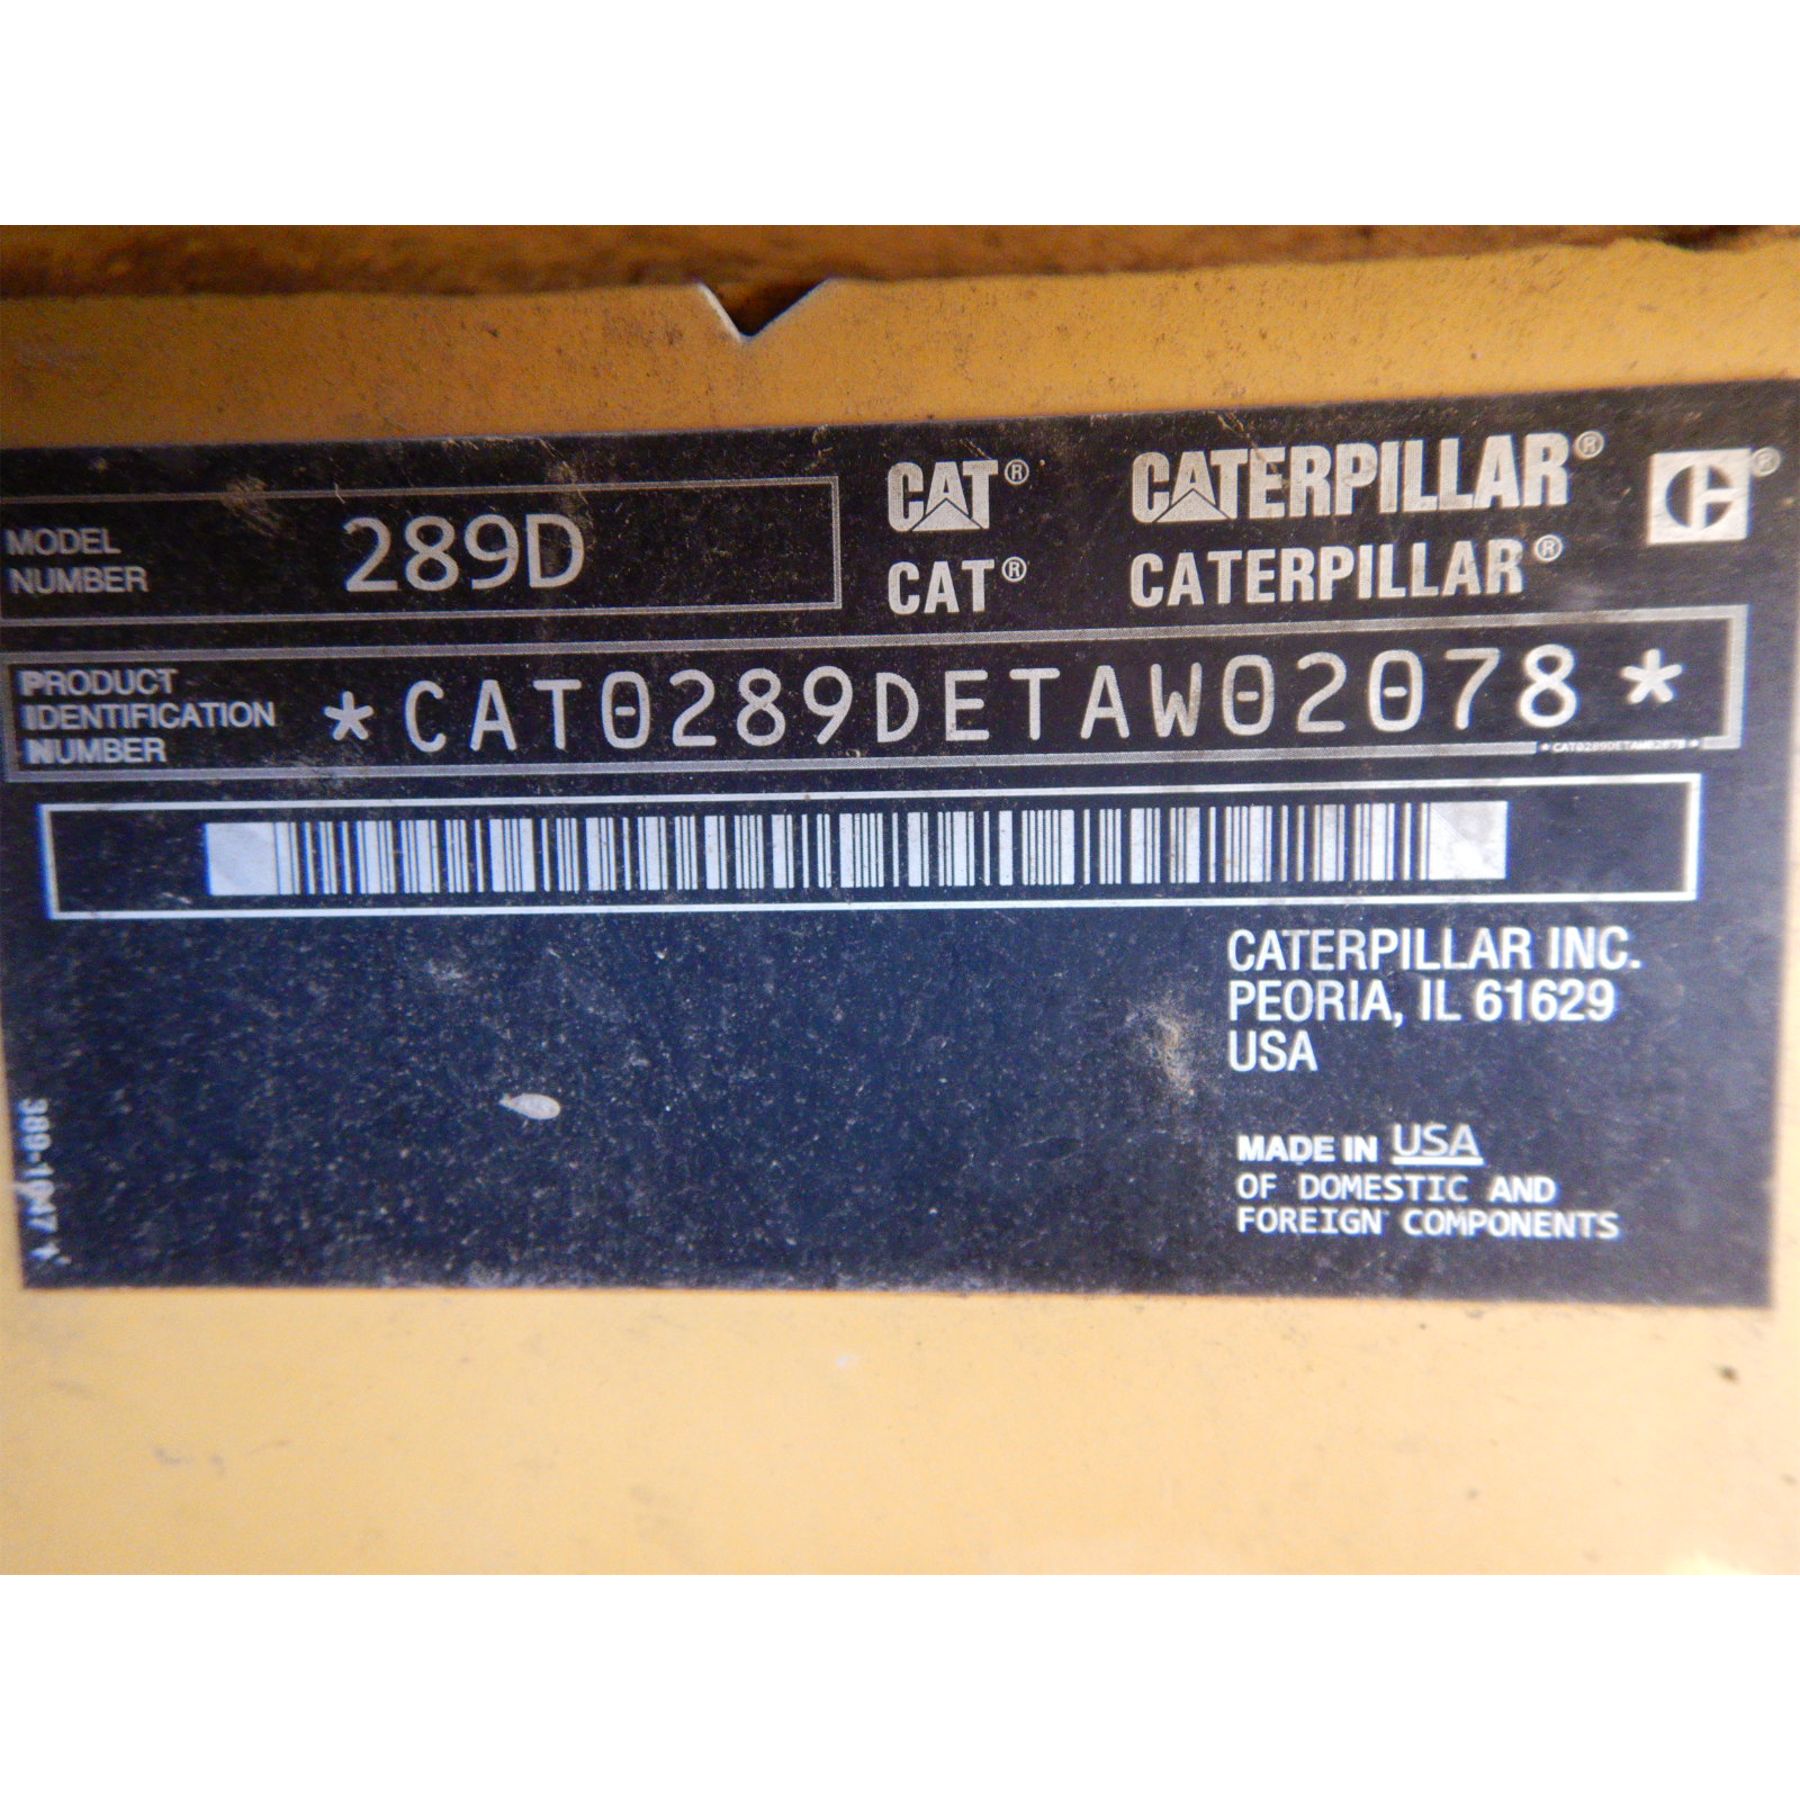 MODEL
NUMBER
289D
CAT® CATERPILLAR® ®
CAT® CATERPILLAR®
PRODUCT
IDENTIFICATION
NUMBER
*CAT0289DETAW02078*
*CAT0289DETAW02078*
CATERPILLAR INC.
PEORIA, IL 61629
USA
MADE IN USA
OF DOMESTIC AND
FOREIGN COMPONENTS